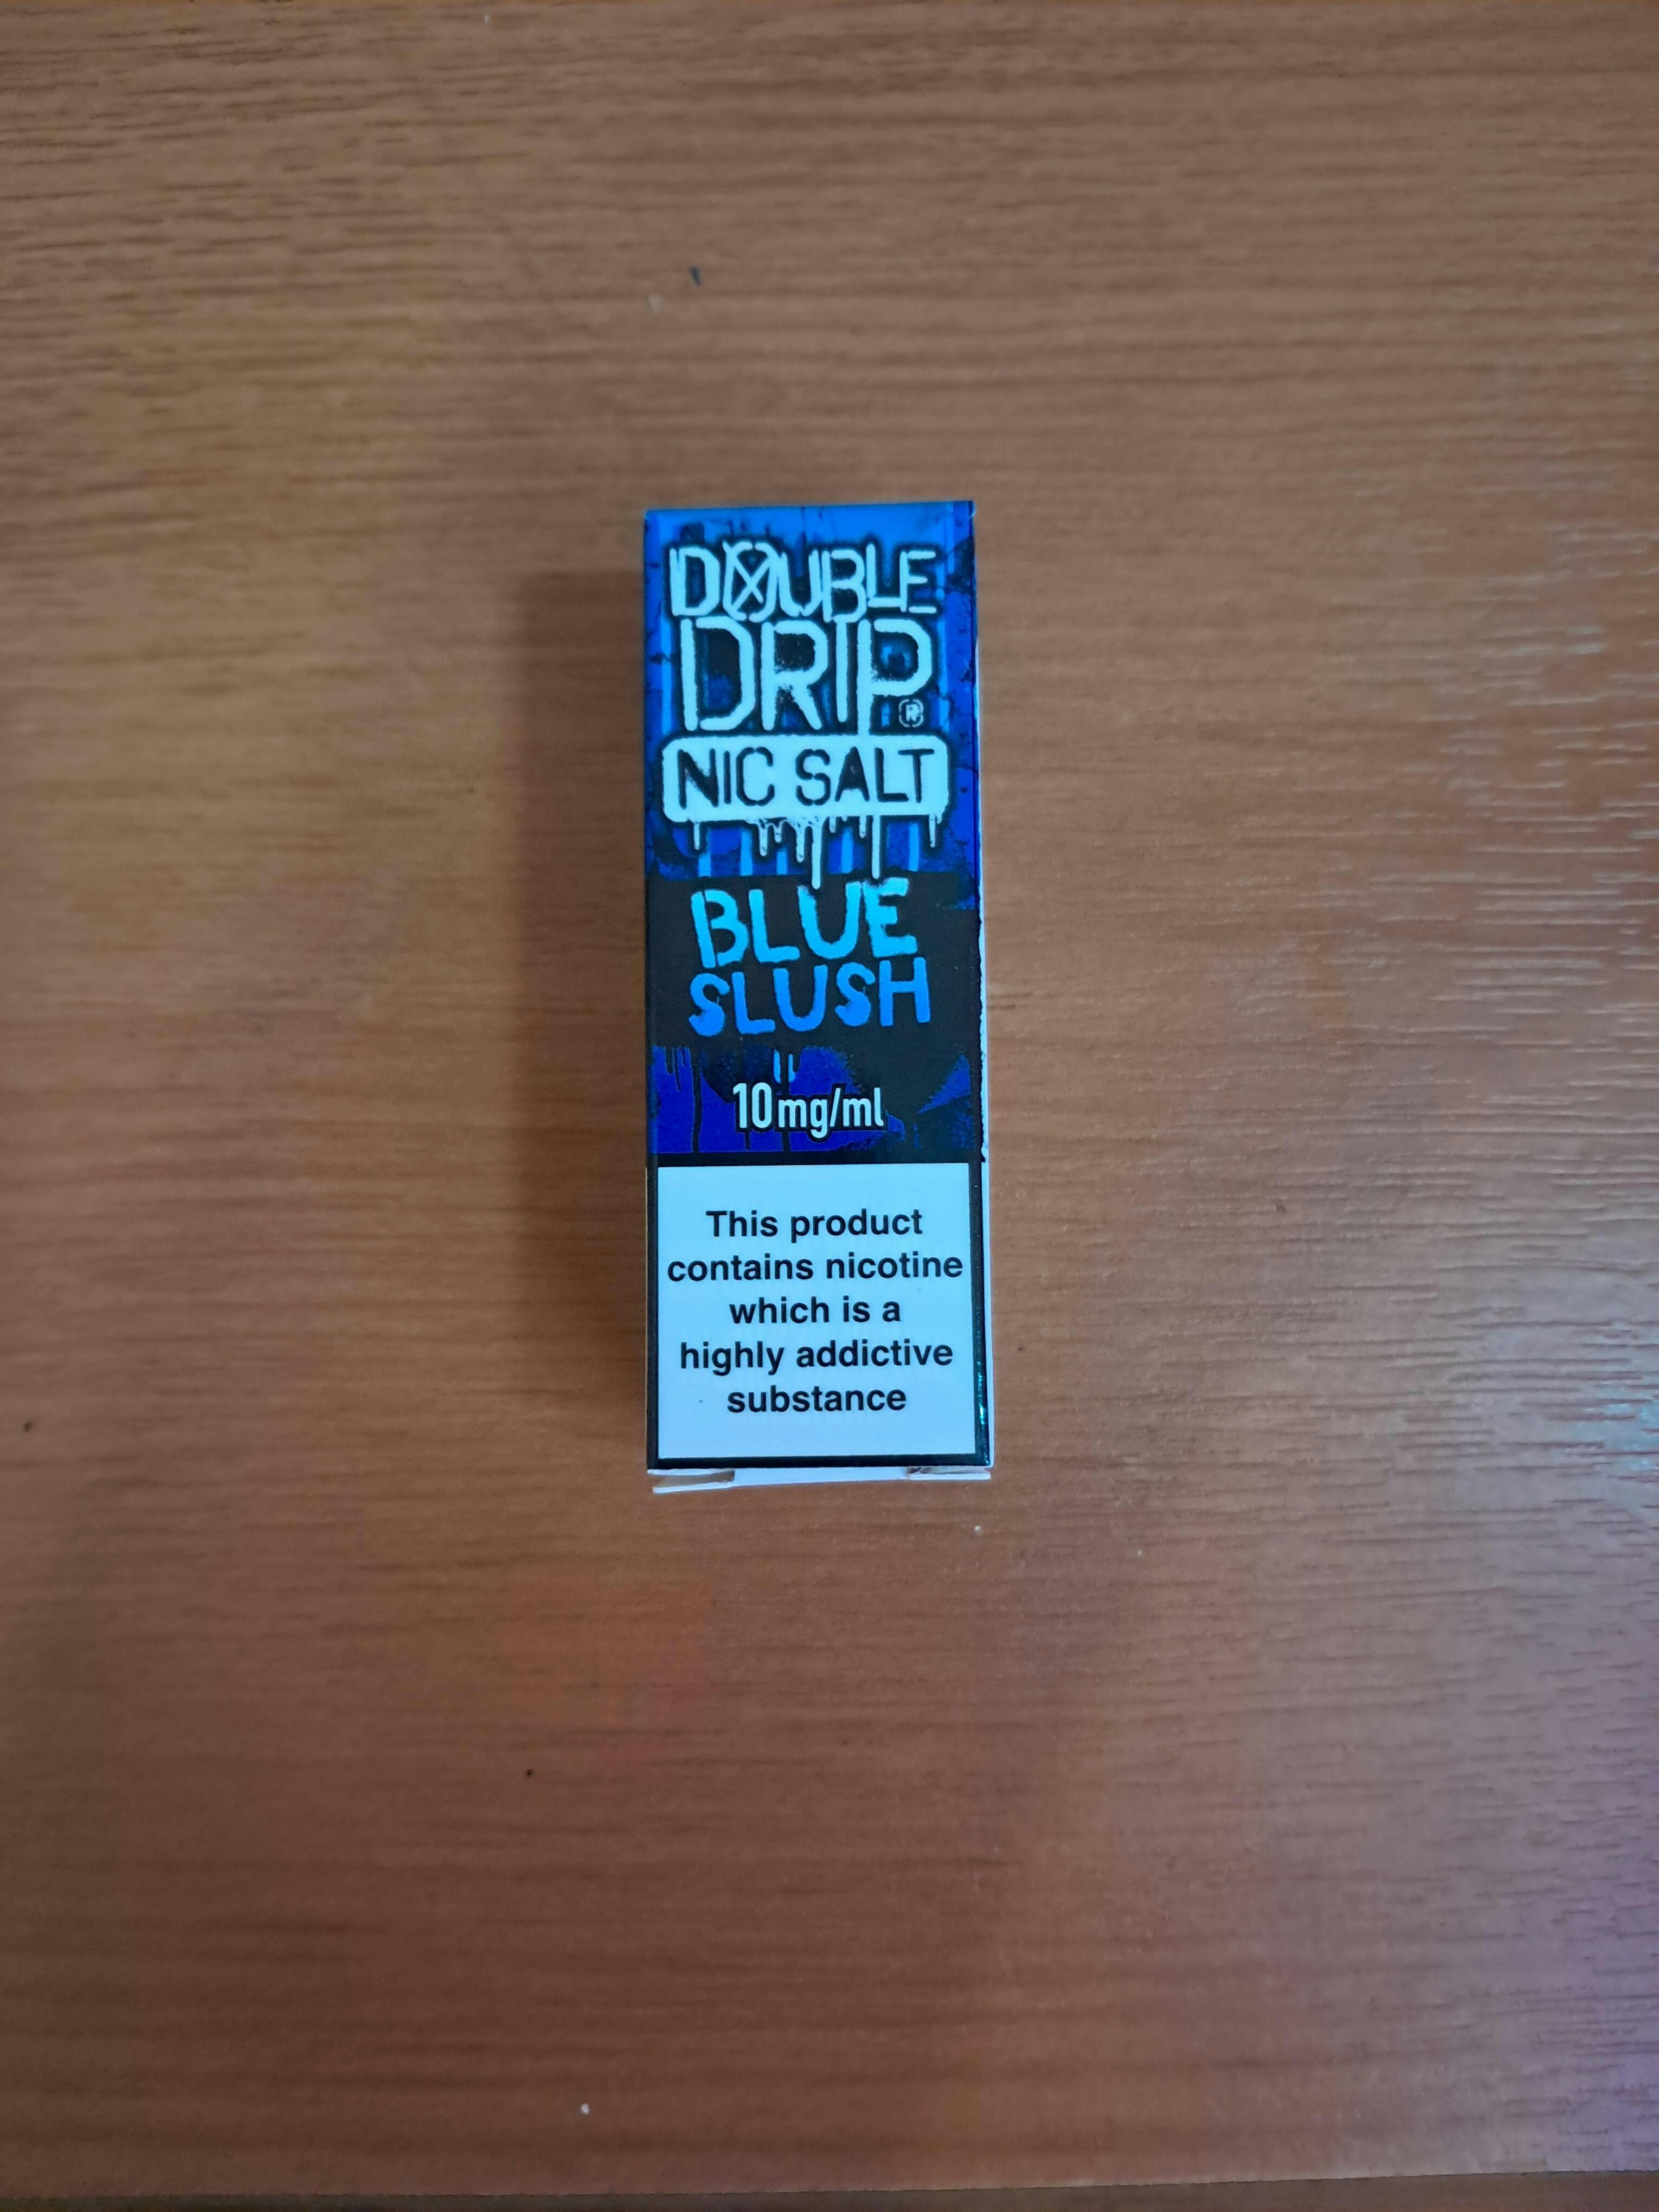 DOUBLE
DRIP®
NIC SALT
BLUE
SLUSH
10mg/ml
This product
contains nicotine
which is a
highly addictive
substance